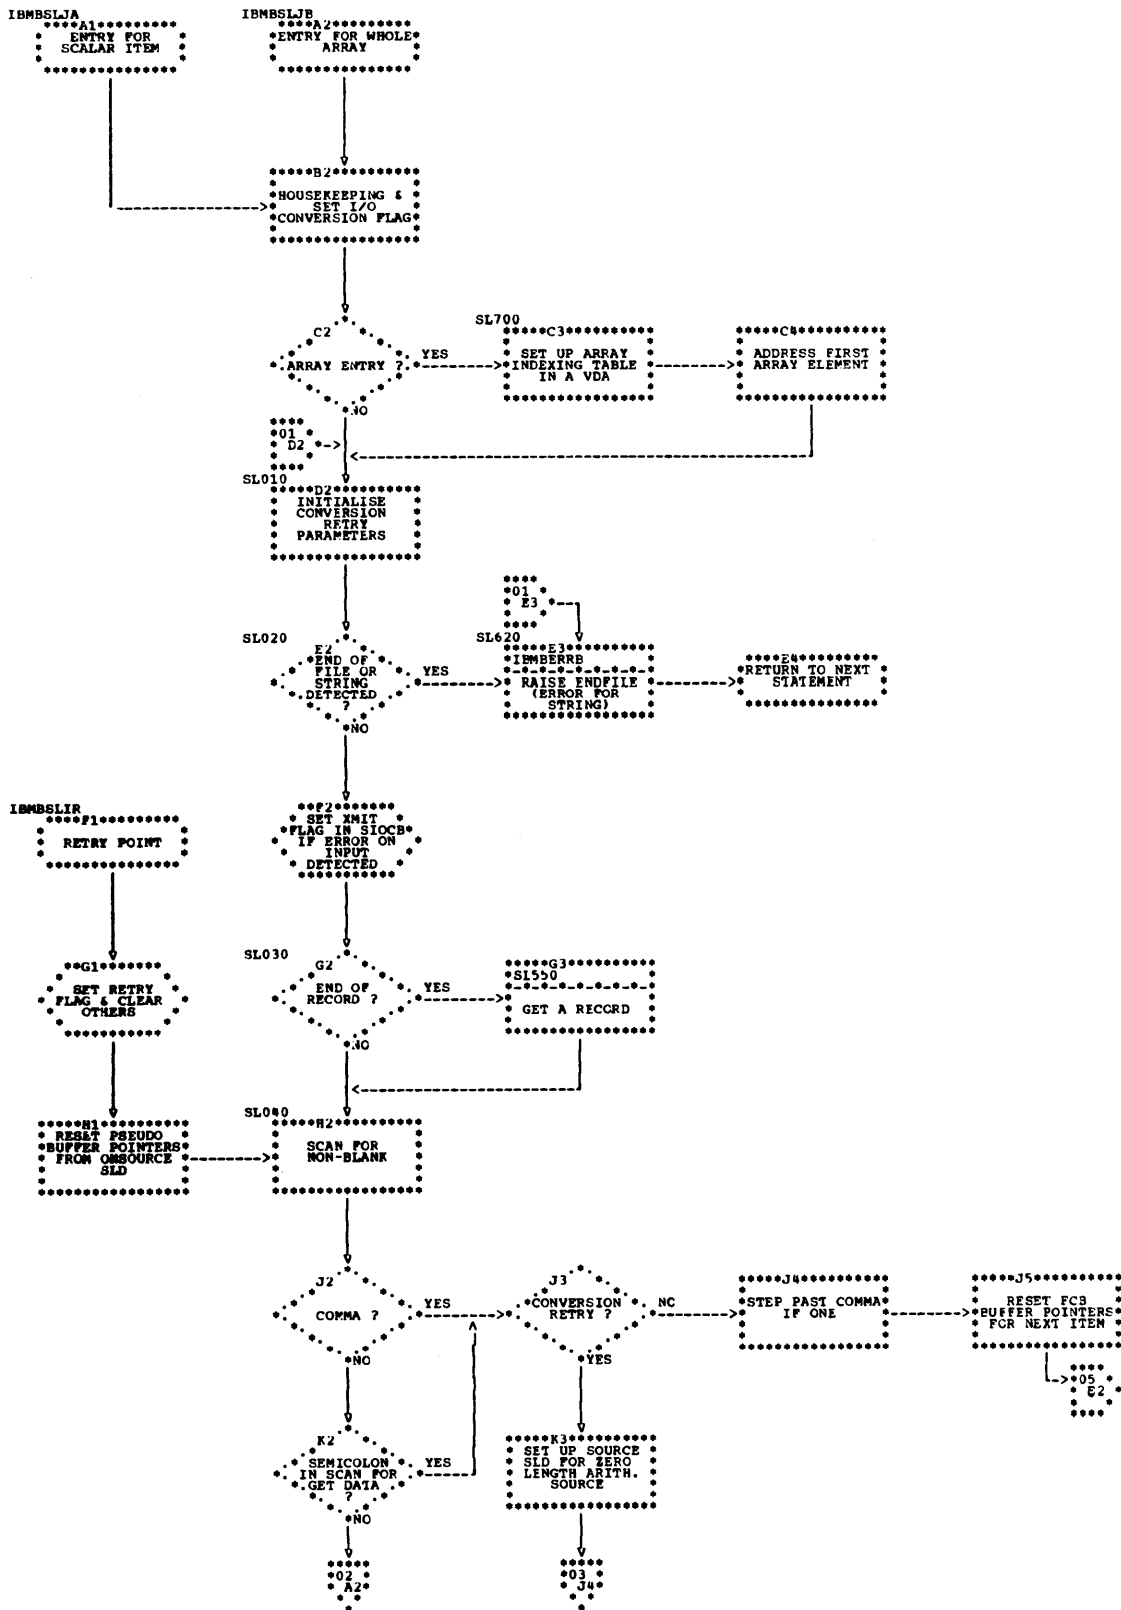 IBMBSLJA
A1
ENTRY FOR
SCALAR ITEM
IBMBSLJB
A2
ENTRY FOR WHOLE
ARRAY
B2
HOUSEKEEPING &
SET I/O
CONVERSION FLAG
C2
ARRAY ENTRY ?
YES
NO
SL700
C3
SET UP ARRAY
INDEXING TABLE
IN A VDA
C4
ADDRESS FIRST
ARRAY ELEMENT
01
D2
SL010
D2
INITIALISE
CONVERSION
RETRY
PARAMETERS
01
E3
SL020
E2
END OF
FILE OR
STRING
DETECTED
?
YES
NO
SL620
E3
IBMBERRB
RAISE ENDFILE
(ERROR FOR
STRING)
E4
RETURN TO NEXT
STATEMENT
IBMBSLIR
F1
RETRY POINT
F2
SET XMIT
FLAG IN SIOCB
IF ERROR ON
INPUT
DETECTED
G1
SET RETRY
FLAG & CLEAR
OTHERS
SL030
G2
END OF
RECORD ?
YES
NO
G3
SL550
GET A RECORD
H1
RESET PSEUDO
BUFFER POINTERS
FROM ONSOURCE
SLD
SL040
H2
SCAN FOR
NON-BLANK
J2
COMMA ?
YES
NO
J3
CONVERSION
RETRY ?
NC
YES
J4
STEP PAST COMMA
IF ONE
J5
RESET FCB
BUFFER POINTERS
FOR NEXT ITEM
05
E2
K2
SEMICOLON
IN SCAN FOR
GET DATA
?
YES
NO
K3
SET UP SOURCE
SLD FOR ZERO
LENGTH ARITH.
SOURCE
02
A2
03
J4